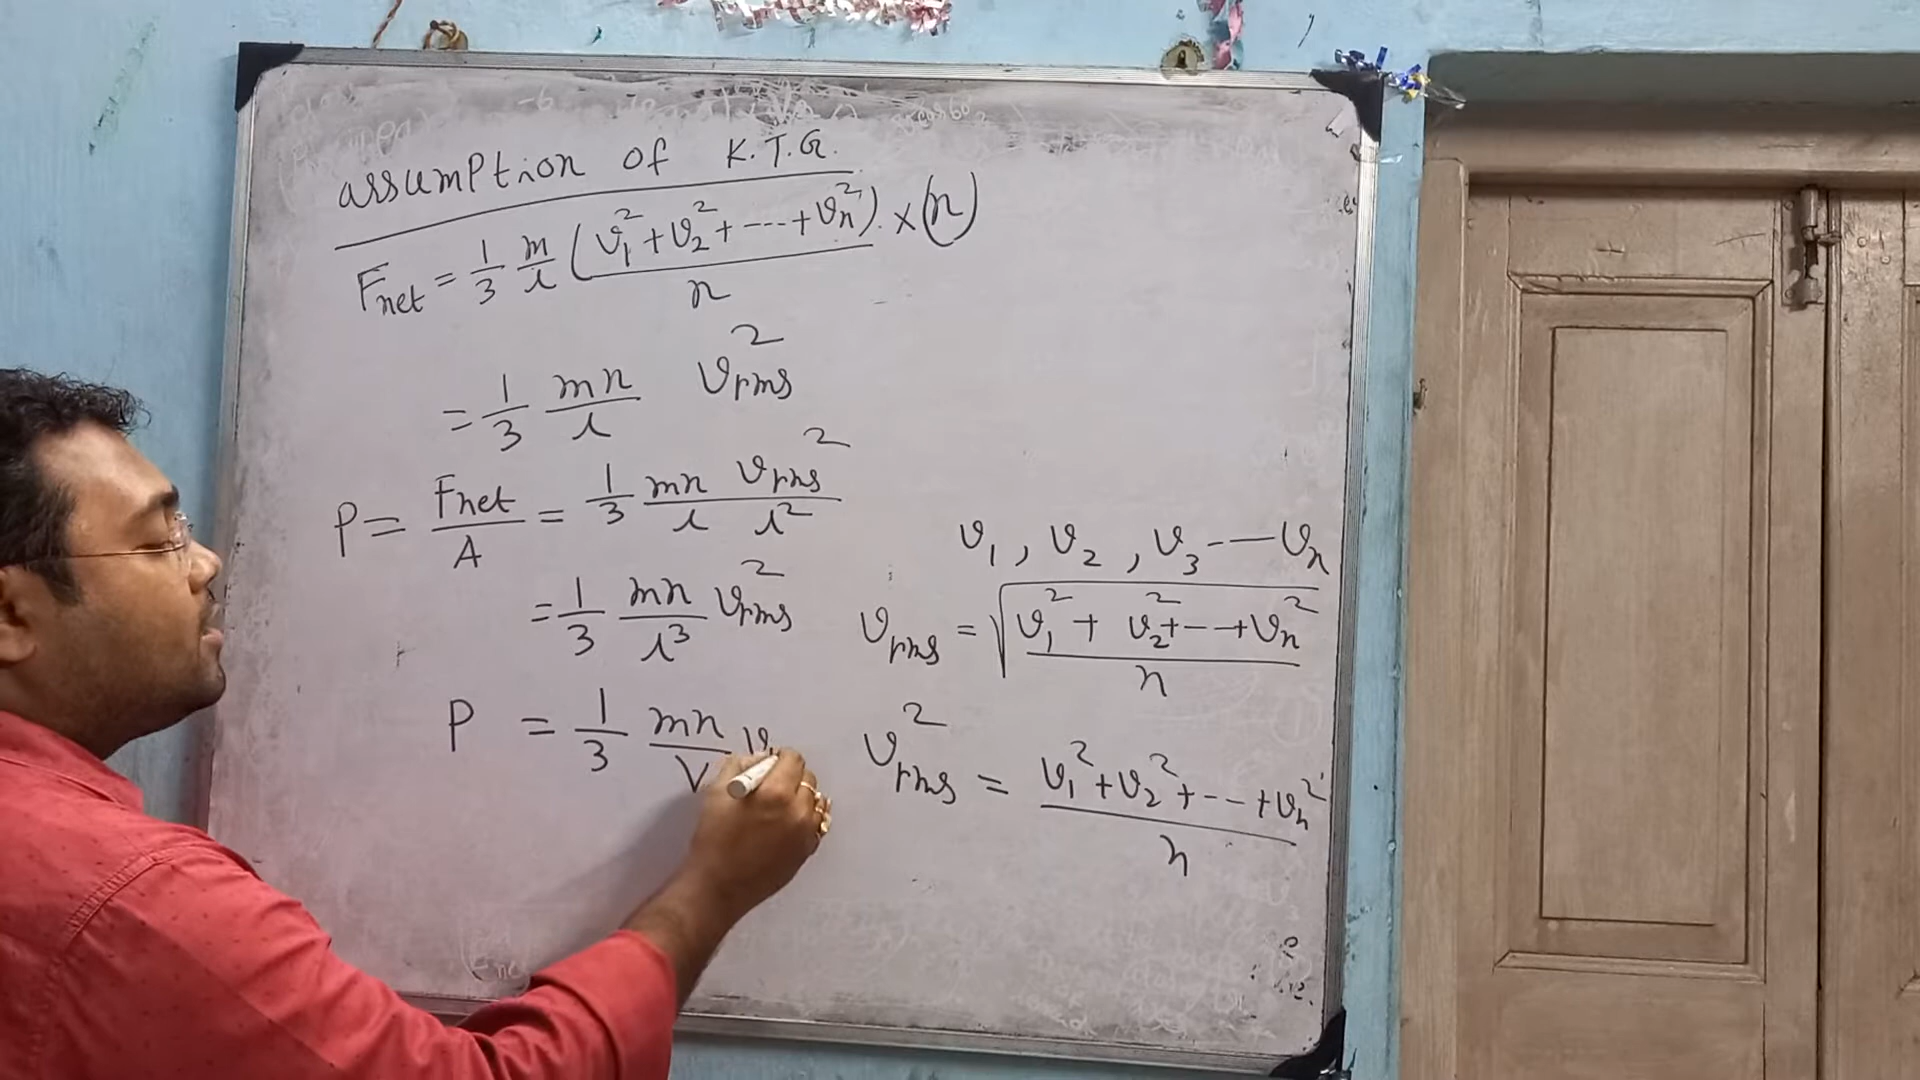 assumption of K.T.G.
Fnet = 1/3 m/l (v₁² + v₂² + --- + vₙ²)/n × (n)
= 1/3 mn/l vrms²
P = Fnet/A = 1/3 mn/l vrms²/l²
= 1/3 mn/l³ vrms²
P = 1/3 mn/V v
v₁, v₂, v₃ --- vₙ
vrms = √((v₁² + v₂² + -- + vₙ²)/n)
vrms² = (v₁² + v₂² + --- + vₙ²)/n